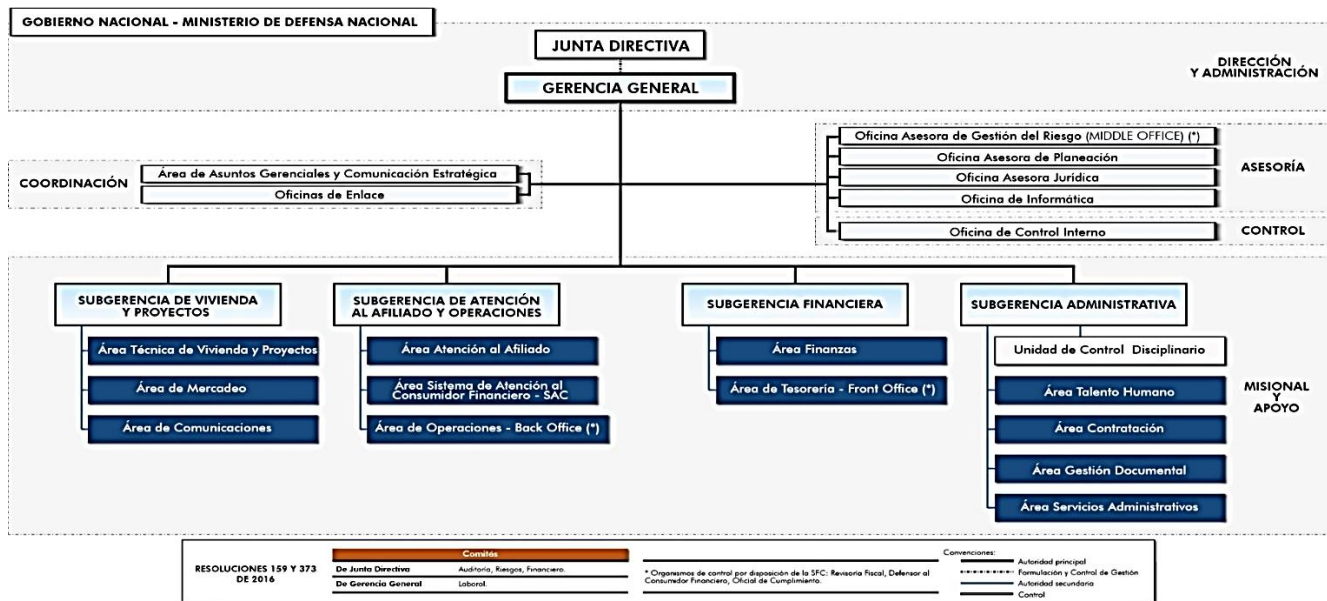 GOBIERNO NACIONAL - MINISTERIO DE DEFENSA NACIONAL
JUNTA DIRECTIVA
GERENCIA GENERAL
DIRECCIÓN
Y ADMINISTRACIÓN
COORDINACIÓN
Área de Asuntos Gerenciales y Comunicación Estratégica
Oficinas de Enlace
Oficina Asesora de Gestión del Riesgo (MIDDLE OFFICE) (*)
Oficina Asesora de Planeación
Oficina Asesora Jurídica
Oficina de Informática
ASESORÍA
Oficina de Control Interno
CONTROL
SUBGERENCIA DE VIVIENDA
Y PROYECTOS
Área Técnica de Vivienda y Proyectos
Área de Mercadeo
Área de Comunicaciones
SUBGERENCIA DE ATENCIÓN
AL AFILIADO Y OPERACIONES
Área Atención al Afiliado
Área Sistema de Atención al
Consumidor Financiero - SAC
Área de Operaciones - Back Office (*)
SUBGERENCIA FINANCIERA
Área Finanzas
Área de Tesorería - Front Office (*)
SUBGERENCIA ADMINISTRATIVA
Unidad de Control Disciplinario
Área Talento Humano
Área Contratación
Área Gestión Documental
Área Servicios Administrativos
MISIONAL
Y
APOYO
RESOLUCIONES 159 Y 373
DE 2016
Comités
De Junta Directiva Auditoría, Riesgos, Financiero.
De Gerencia General Laboral.
* Organismos de control por disposición de la SFC: Revisoría Fiscal, Defensor al
Consumidor Financiero, Oficial de Cumplimiento.
Convenciones:
Autoridad principal
Formulación y Control de Gestión
Autoridad secundaria
Control